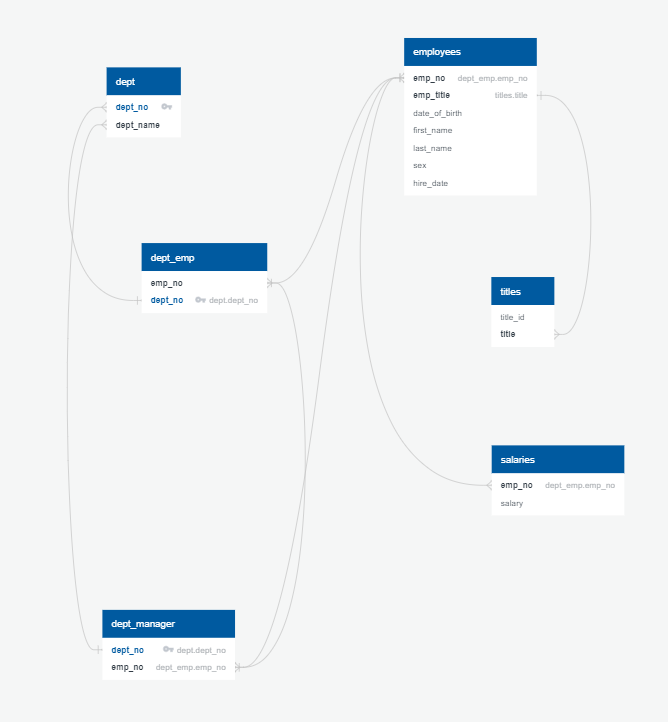 employees
emp_no dept_emp.emp_no
emp_title titles.title
date_of_birth
first_name
last_name
sex
hire_date
dept
dept_no
dept_name
dept_emp
emp_no
dept_no dept.dept_no
titles
title_id
title
salaries
emp_no dept_emp.emp_no
salary
dept_manager
dept_no dept.dept_no
emp_no dept_emp.emp_no